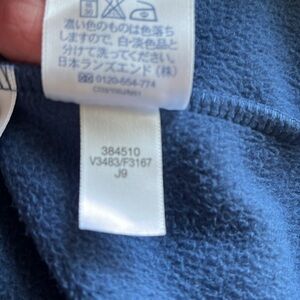 濃い色のものは色落ち
しますので、白・淡色品と
分けて洗ってください。
日本ランズエンド(株)
0120-554-774
384510
V3483/F3167
J9